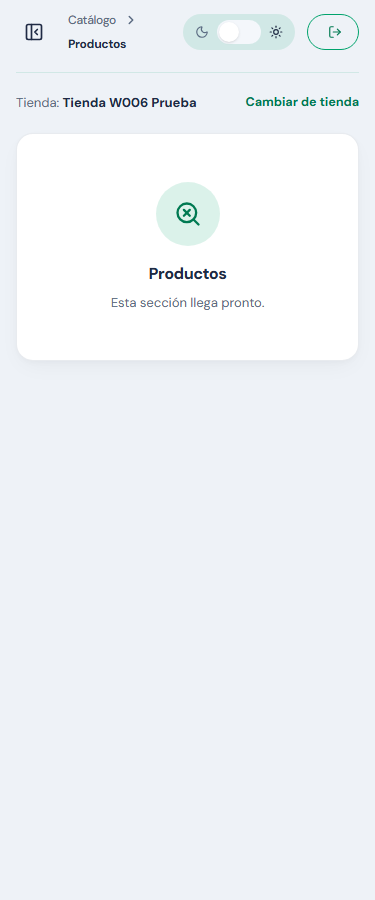 Catálogo
Productos
Tienda: Tienda W006 Prueba
Cambiar de tienda
Productos
Esta sección llega pronto.